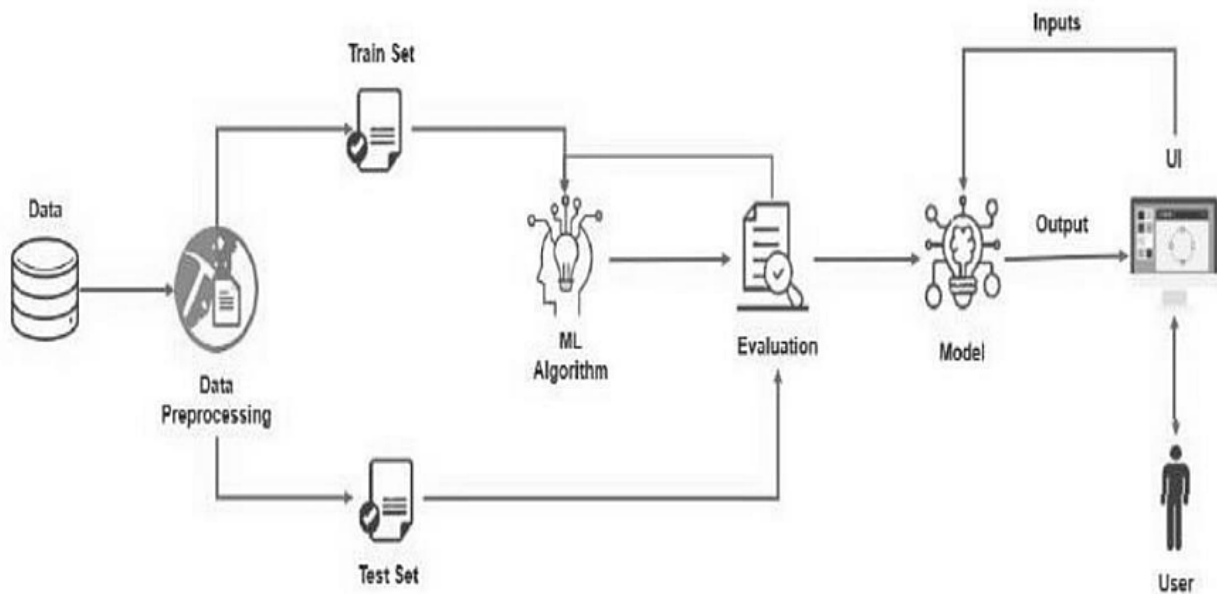 Inputs
Train Set
UI
Data
Output
ML
Algorithm
Evaluation
Model
Data
Preprocessing
Test Set
User